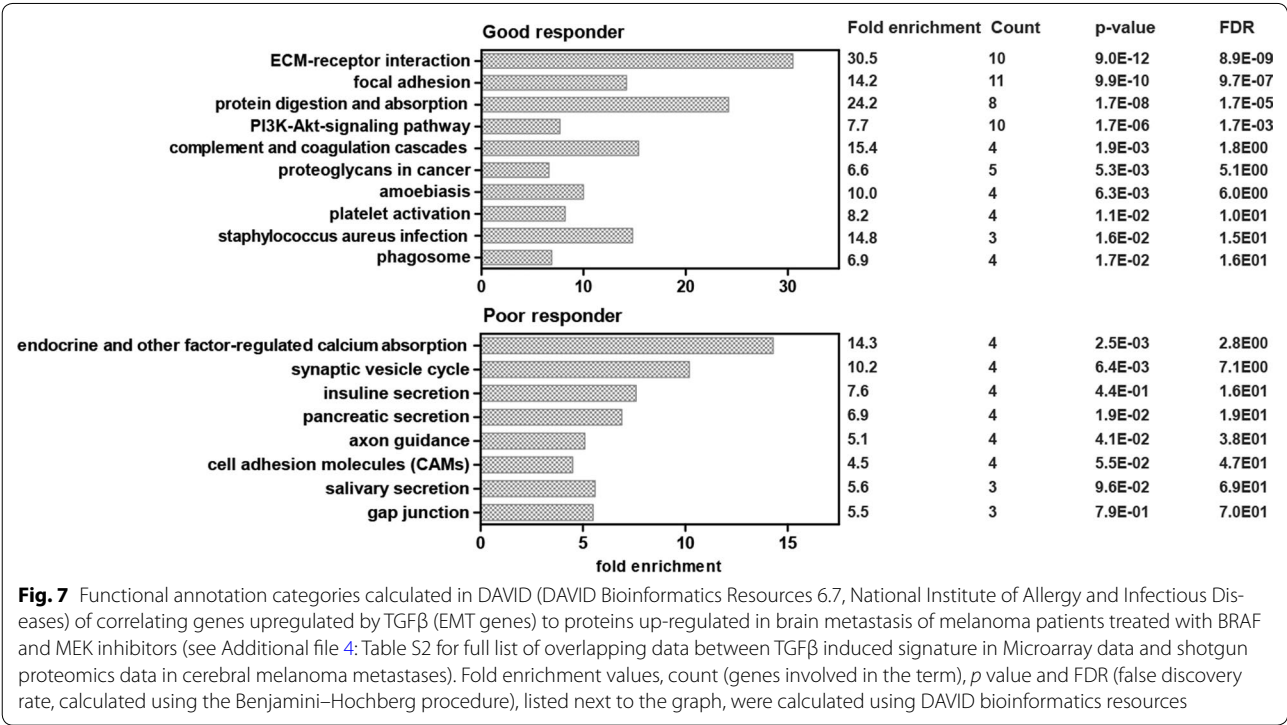 Good responder Fold enrichment Count p-value FDR
ECM-receptor interaction 30.5 10 9.0E-12 8.9E-09
focal adhesion 14.2 11 9.9E-10 9.7E-07
protein digestion and absorption 24.2 8 1.7E-08 1.7E-05
PI3K-Akt-signaling pathway 7.7 10 1.7E-06 1.7E-03
complement and coagulation cascades 15.4 4 1.9E-03 1.8E00
proteoglycans in cancer 6.6 5 5.3E-03 5.1E00
amoebiasis 10.0 4 6.3E-03 6.0E00
platelet activation 8.2 4 1.1E-02 1.0E01
staphylococcus aureus infection 14.8 3 1.6E-02 1.5E01
phagosome 6.9 4 1.7E-02 1.6E01
0 10 20 30
Poor responder
endocrine and other factor-regulated calcium absorption 14.3 4 2.5E-03 2.8E00
synaptic vesicle cycle 10.2 4 6.4E-03 7.1E00
insuline secretion 7.6 4 4.4E-01 1.6E01
pancreatic secretion 6.9 4 1.9E-02 1.9E01
axon guidance 5.1 4 4.1E-02 3.8E01
cell adhesion molecules (CAMs) 4.5 4 5.5E-02 4.7E01
salivary secretion 5.6 3 9.6E-02 6.9E01
gap junction 5.5 3 7.9E-01 7.0E01
0 5 10 15
fold enrichment
Fig. 7 Functional annotation categories calculated in DAVID (DAVID Bioinformatics Resources 6.7, National Institute of Allergy and Infectious Dis-
eases) of correlating genes upregulated by TGFβ (EMT genes) to proteins up-regulated in brain metastasis of melanoma patients treated with BRAF
and MEK inhibitors (see Additional file 4: Table S2 for full list of overlapping data between TGFβ induced signature in Microarray data and shotgun
proteomics data in cerebral melanoma metastases). Fold enrichment values, count (genes involved in the term), p value and FDR (false discovery
rate, calculated using the Benjamini–Hochberg procedure), listed next to the graph, were calculated using DAVID bioinformatics resources